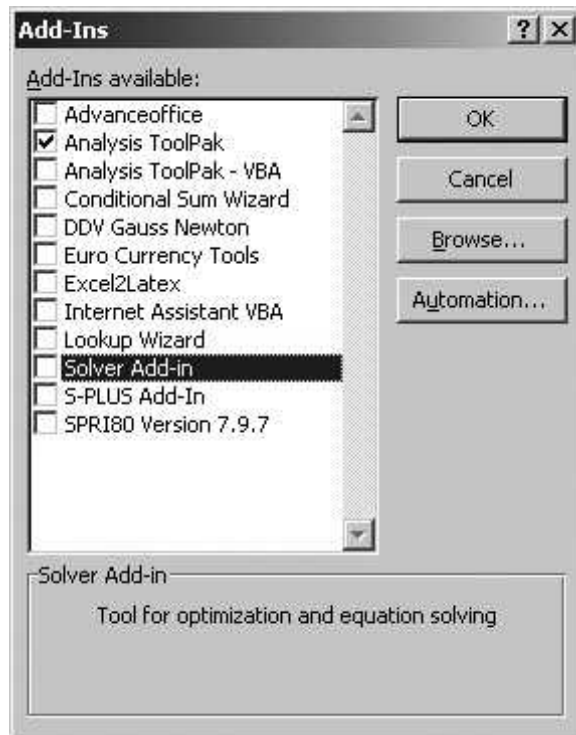 Add-Ins
Add-Ins available:
Advanceoffice
Analysis ToolPak
Analysis ToolPak - VBA
Conditional Sum Wizard
DDV Gauss Newton
Euro Currency Tools
Excel2Latex
Internet Assistant VBA
Lookup Wizard
Solver Add-in
S-PLUS Add-In
SPRI80 Version 7.9.7
OK
Cancel
Browse...
Automation...
Solver Add-in
Tool for optimization and equation solving